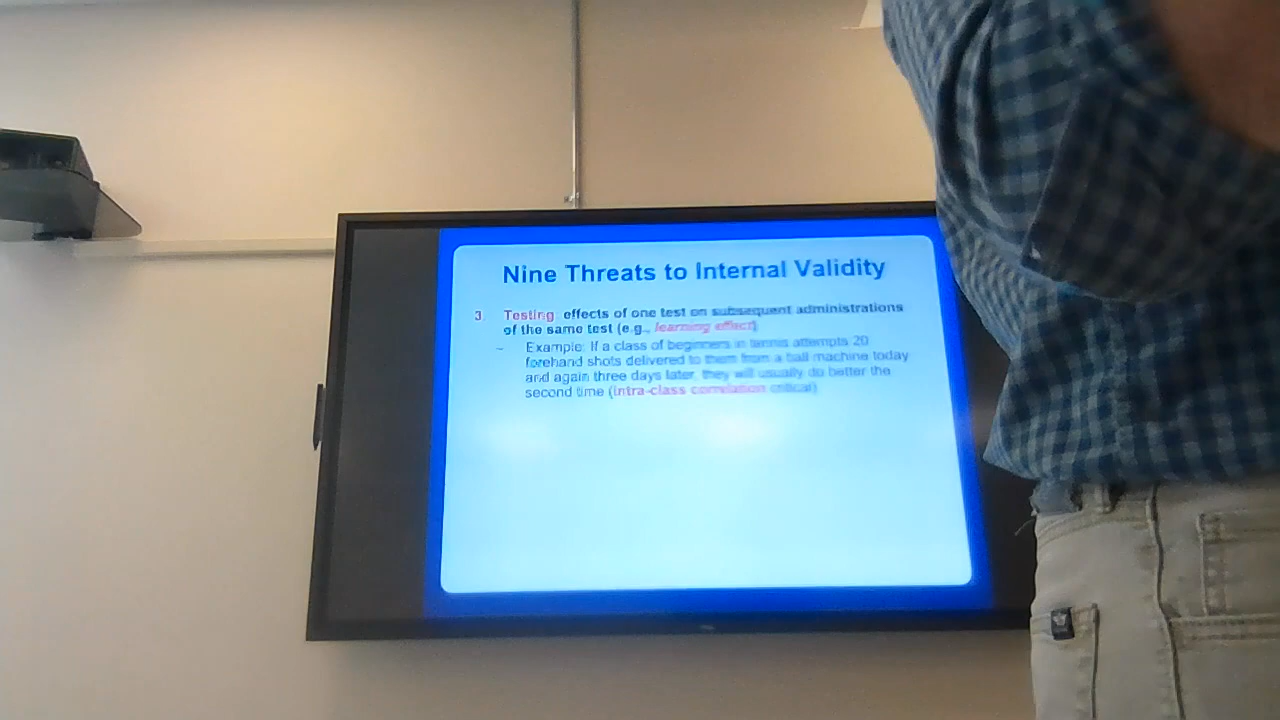 Nine Threats to Internal Validity
3. Testing: effects of one test on subsequent administrations
of the same test (e.g., learning effect)
– Example: If a class of beginners in tennis attempts 20
forehand shots delivered to them from a ball machine today
and again three days later, they will usually do better the
second time (intra-class correlation critical)